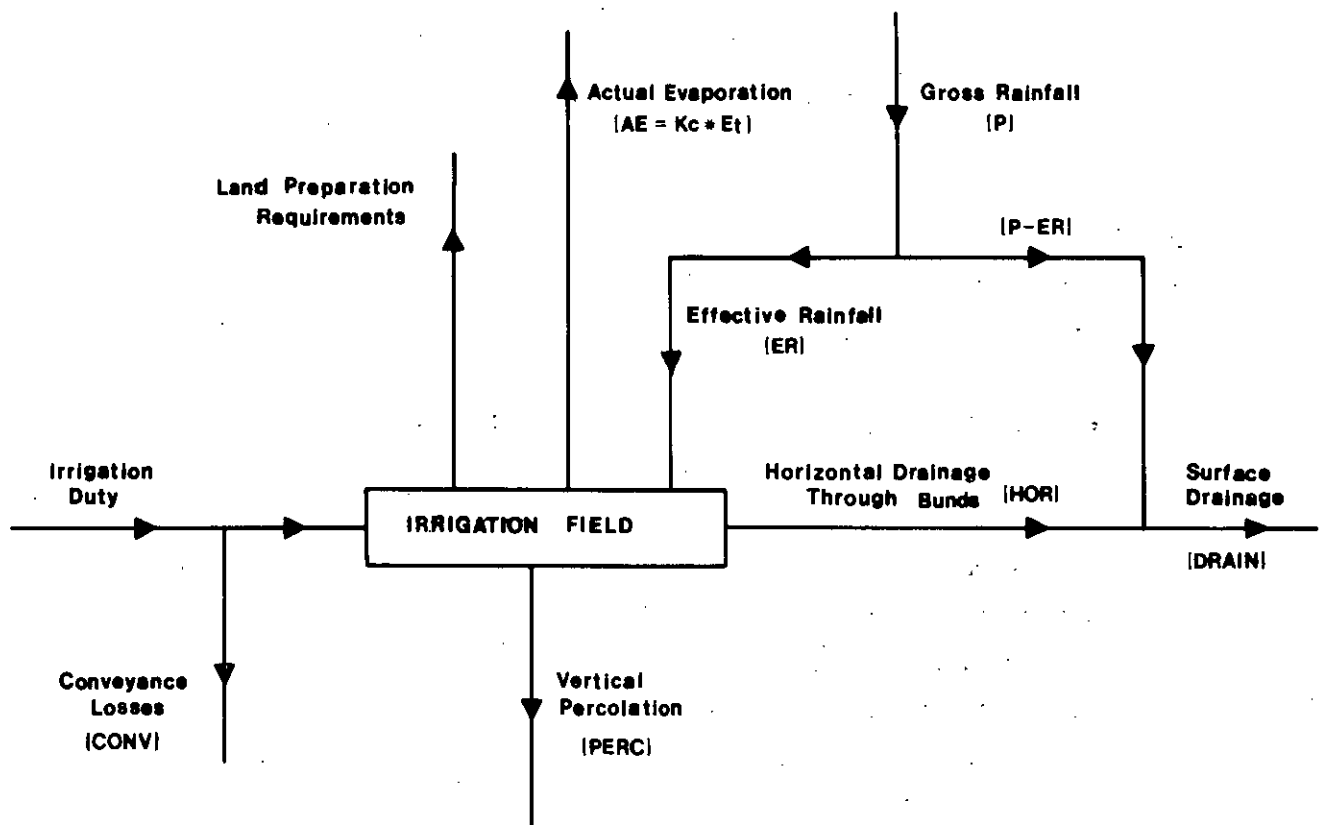 Actual Evaporation
(AE = Kc * Et)
Gross Rainfall
(P)
Land Preparation
Requirements
(P-ER)
Effective Rainfall
(ER)
Irrigation
Duty
Horizontal Drainage
Through Bunds (HOR)
Surface
Drainage
IRRIGATION FIELD
(DRAIN)
Conveyance
Losses
(CONV)
Vertical
Percolation
(PERC)